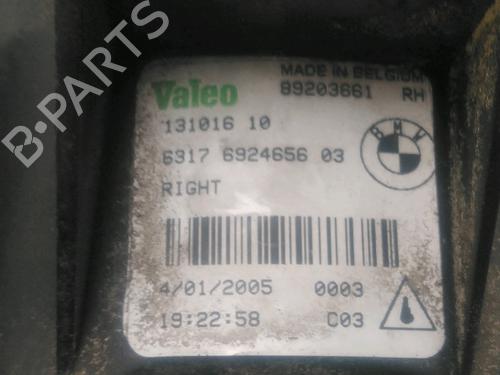 B-PARTS
Valeo
MADE IN BELGIUM
89203661 RH
131016 10
BMW
6317 6924656 03
RIGHT
4/01/2005 0003
19:22:58 C03